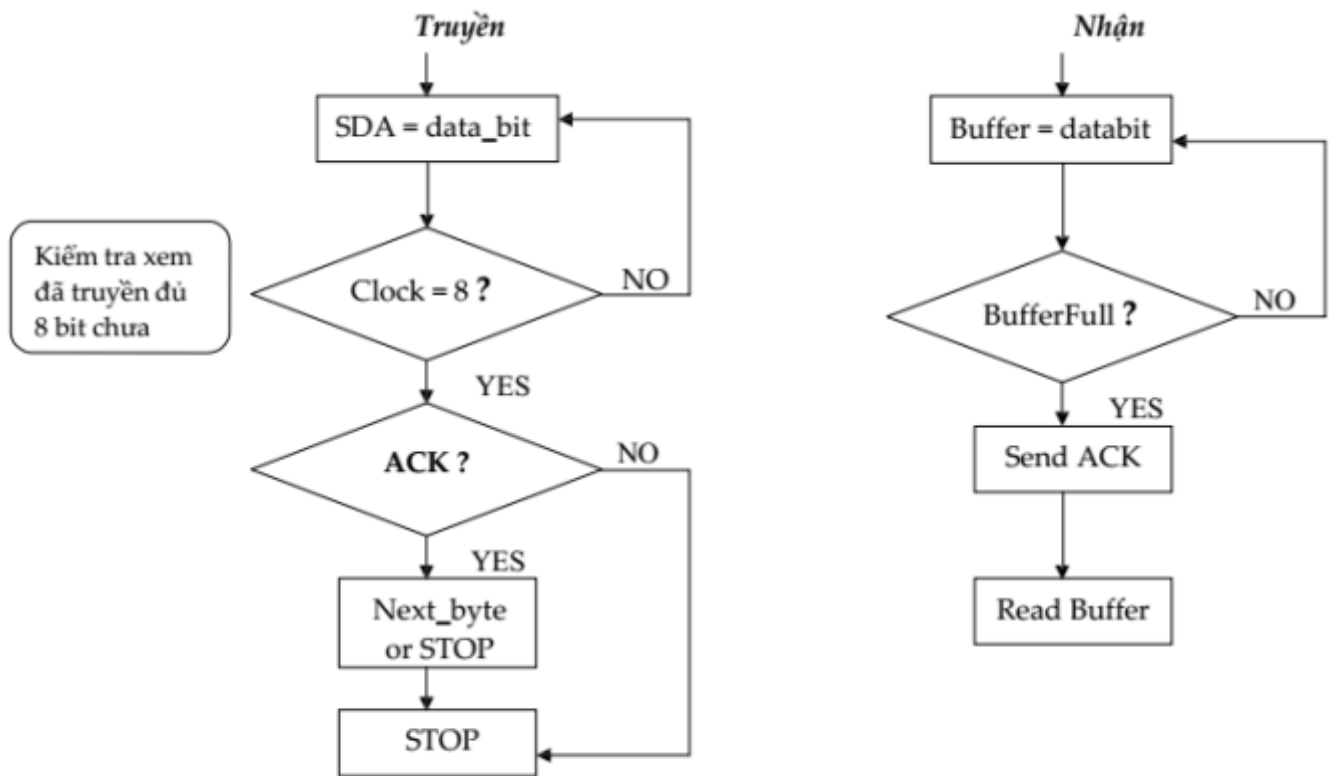 Truyền
SDA = data_bit
Kiểm tra xem
đã truyền đủ
8 bit chưa
Clock = 8 ?
NO
YES
ACK ?
NO
YES
Next_byte
or STOP
STOP
Nhận
Buffer = databit
BufferFull ?
NO
YES
Send ACK
Read Buffer